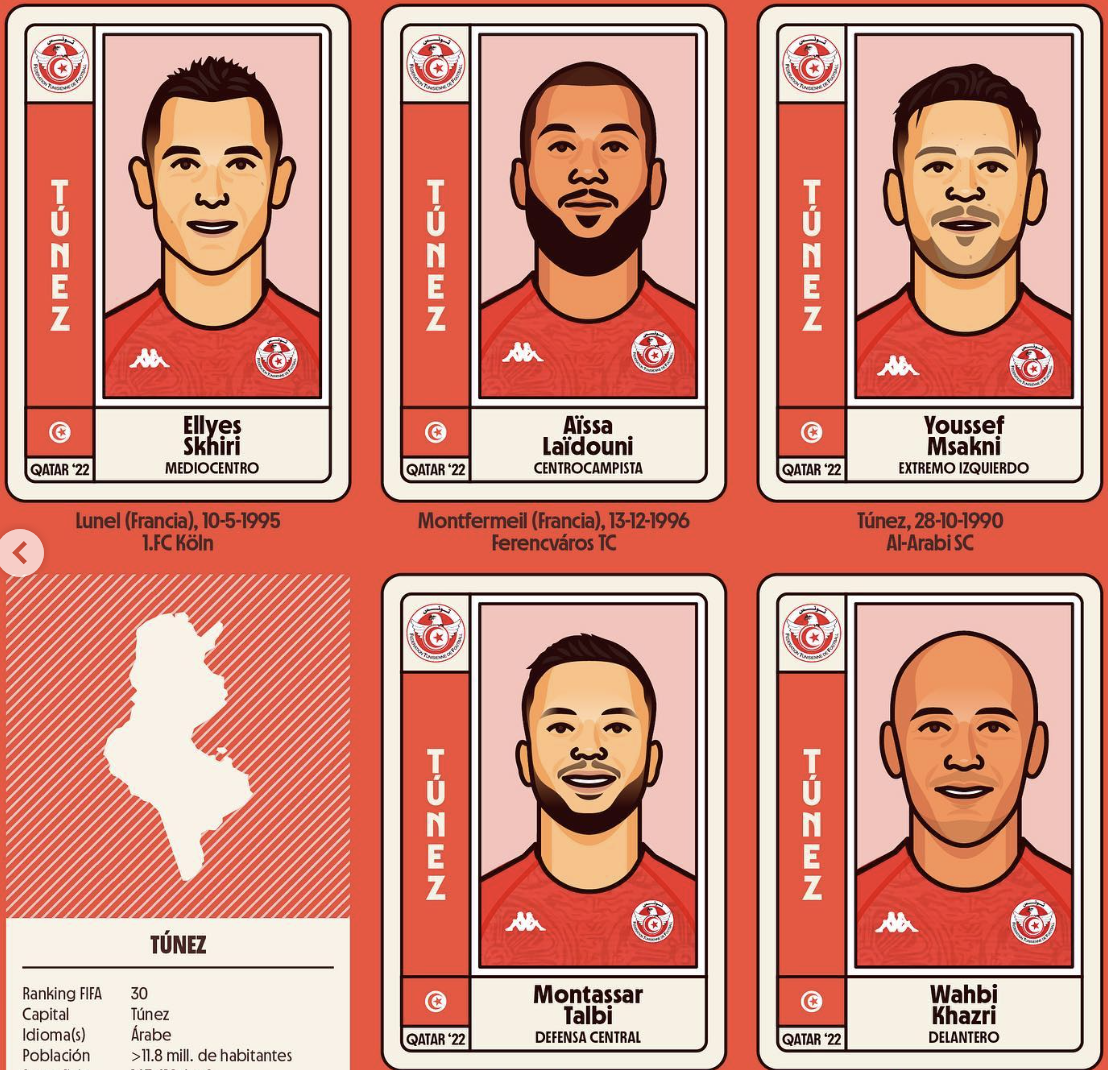 TÚNEZ
Ellyes
Skhiri
MEDIOCENTRO
QATAR ‘22
Lunel (Francia), 10-5-1995
1.FC Köln
TÚNEZ
Aïssa
Laïdouni
CENTROCAMPISTA
QATAR ‘22
Montfermeil (Francia), 13-12-1996
Ferencváros TC
TÚNEZ
Youssef
Msakni
EXTREMO IZQUIERDO
QATAR ‘22
Túnez, 28-10-1990
Al-Arabi SC
TÚNEZ
Ranking FIFA 30
Capital Túnez
Idioma(s) Árabe
Población >11.8 mill. de habitantes
TÚNEZ
Montassar
Talbi
DEFENSA CENTRAL
QATAR ‘22
TÚNEZ
Wahbi
Khazri
DELANTERO
QATAR ‘22